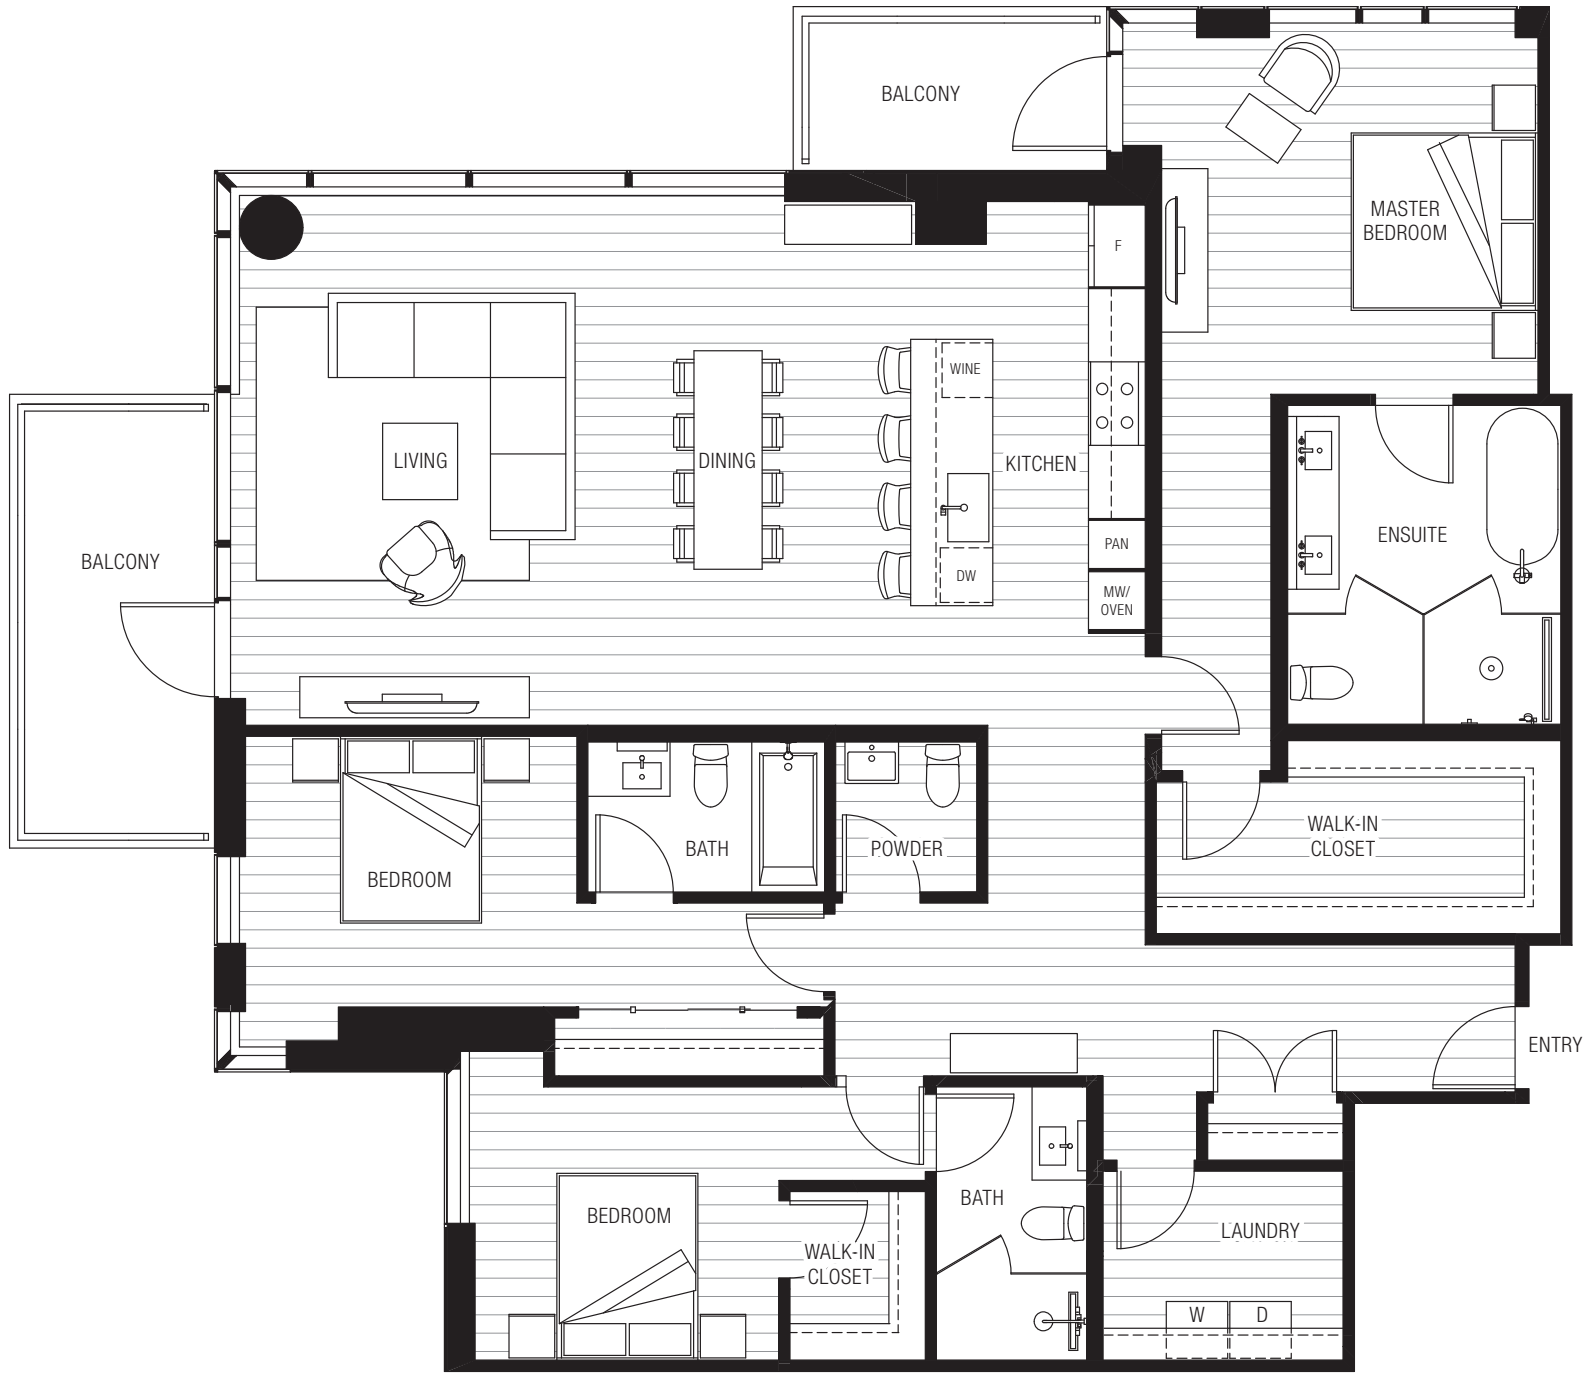 BALCONY
MASTER
BEDROOM
F
WINE
LIVING
DINING
KITCHEN
ENSUITE
PAN
BALCONY
DW
MW/
OVEN
WALK-IN
CLOSET
BATH
POWDER
BEDROOM
ENTRY
BATH
BEDROOM
LAUNDRY
WALK-IN
CLOSET
W
D